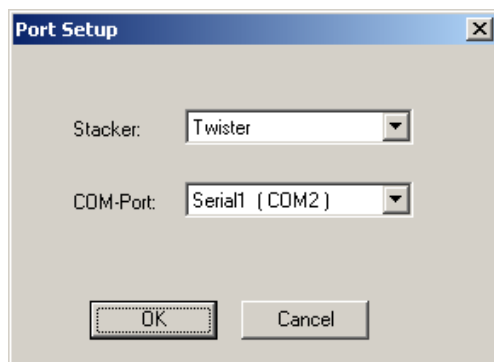 Port Setup
Stacker: Twister
COM-Port: Serial1 ( COM2 )
OK Cancel